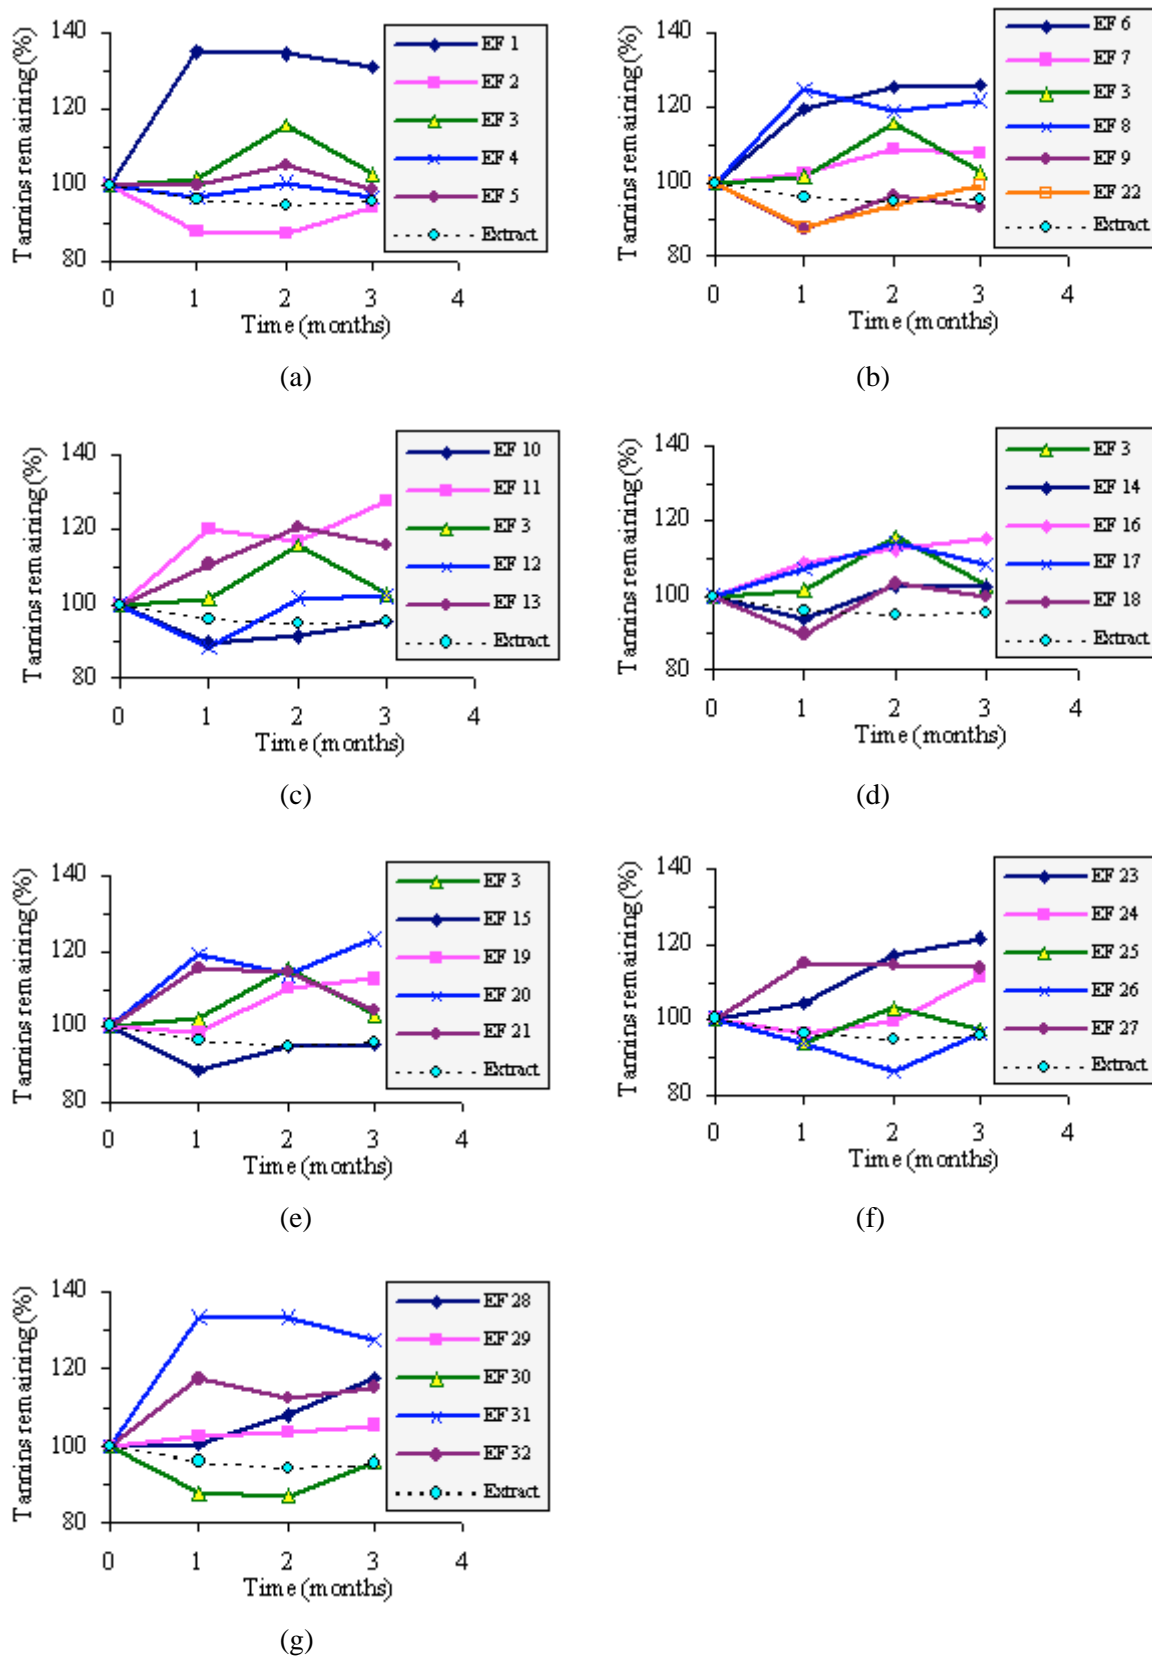 Tannins remaining (%)
140
120
100
80
0 1 2 3 4
Time (months)
EF 1
EF 2
EF 3
EF 4
EF 5
Extract
(a)
Tannins remaining (%)
140
120
100
80
0 1 2 3 4
Time (months)
EF 6
EF 7
EF 3
EF 8
EF 9
EF 22
Extract
(b)
Tannins remaining (%)
140
120
100
80
0 1 2 3 4
Time (months)
EF 10
EF 11
EF 3
EF 12
EF 13
Extract
(c)
Tannins remaining (%)
140
120
100
80
0 1 2 3 4
Time (months)
EF 3
EF 14
EF 16
EF 17
EF 18
Extract
(d)
Tannins remaining (%)
140
120
100
80
0 1 2 3 4
Time (months)
EF 3
EF 15
EF 19
EF 20
EF 21
Extract
(e)
Tannins remaining (%)
140
120
100
80
0 1 2 3 4
Time (months)
EF 23
EF 24
EF 25
EF 26
EF 27
Extract
(f)
Tannins remaining (%)
140
120
100
80
0 1 2 3 4
Time (months)
EF 28
EF 29
EF 30
EF 31
EF 32
Extract
(g)